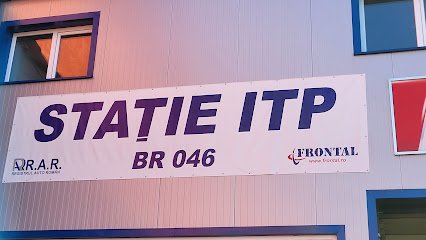 STAȚIE ITP
BR 046
R.A.R.
REGISTRUL AUTO ROMÂN
FRONTAL
www.frontal.ro